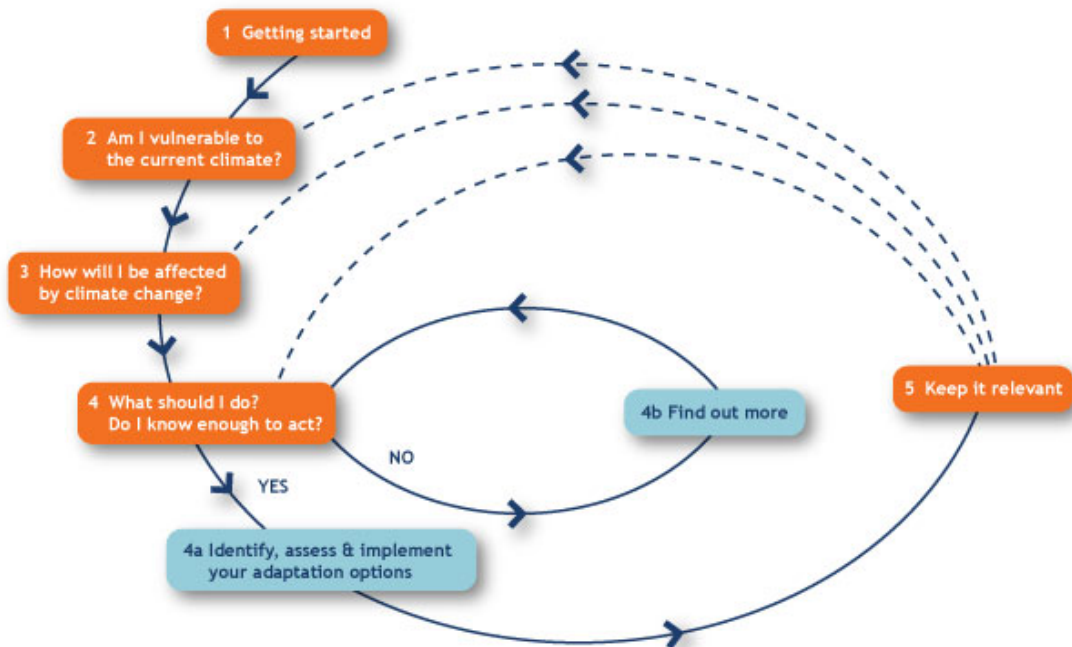 1 Getting started
2 Am I vulnerable to
the current climate?
3 How will I be affected
by climate change?
4 What should I do?
Do I know enough to act?
4b Find out more
5 Keep it relevant
NO
YES
4a Identify, assess & implement
your adaptation options